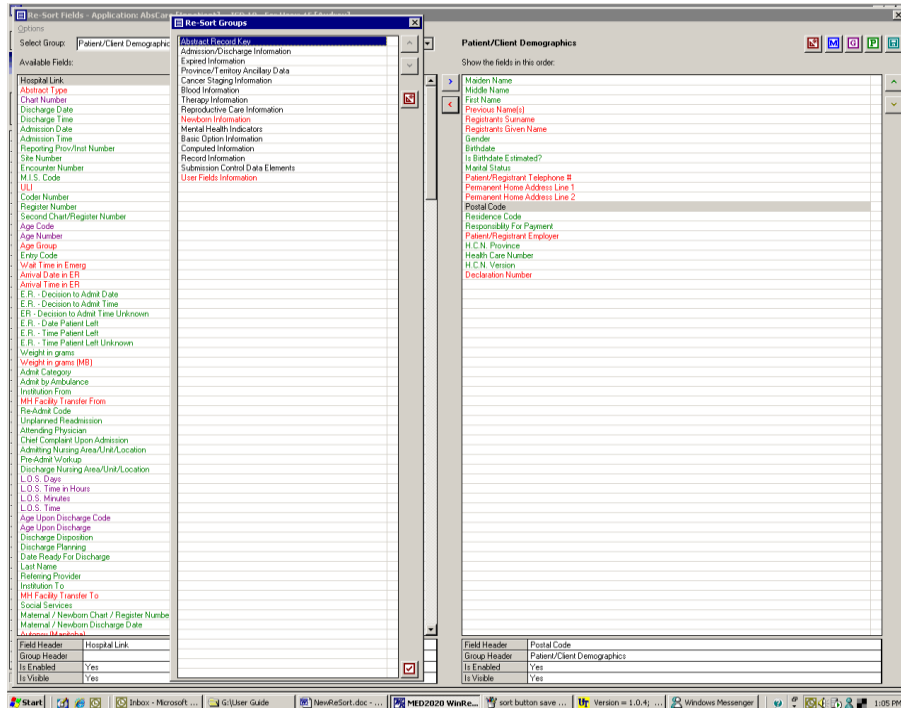 Re-Sort Fields - Application: AbsCare
Re-Sort Groups
Options
Select Group:
Patient/Client Demographic
Available Fields:
Hospital Link
Abstract Type
Chart Number
Discharge Date
Discharge Time
Admission Date
Admission Time
Reporting Prov/Inst Number
Site Number
Encounter Number
M.I.S. Code
ULI
Coder Number
Register Number
Second Chart/Register Number
Age Code
Age Number
Age Group
Entry Code
Wait Time in Emerg
Arrival Date in ER
Arrival Time in ER
E.R. - Decision to Admit Date
E.R. - Decision to Admit Time
ER - Decision to Admit Time Unknown
E.R. - Date Patient Left
E.R. - Time Patient Left
E.R. - Time Patient Left Unknown
Weight in grams
Weight in grams (MB)
Admit Category
Admit by Ambulance
Institution From
MH Facility Transfer From
Re-Admit Code
Unplanned Readmission
Attending Physician
Chief Complaint Upon Admission
Admitting Nursing Area/Unit/Location
Pre-Admit Workup
Discharge Nursing Area/Unit/Location
L.O.S. Days
L.O.S. Time in Hours
L.O.S. Minutes
L.O.S. Time
Age Upon Discharge Code
Age Upon Discharge
Discharge Disposition
Discharge Planning
Date Ready For Discharge
Last Name
Referring Provider
Institution To
MH Facility Transfer To
Social Services
Maternal / Newborn Chart / Register Numbe
Maternal / Newborn Discharge Date
Autopsy (Manitoba)
Field Header Hospital Link
Group Header
Is Enabled Yes
Is Visible Yes
Abstract Record Key
Admission/Discharge Information
Expired Information
Province/Territory Ancillary Data
Cancer Staging Information
Blood Information
Therapy Information
Reproductive Care Information
Newborn Information
Mental Health Indicators
Basic Option Information
Computed Information
Record Information
Submission Control Data Elements
User Fields Information
Patient/Client Demographics
M G P H
Show the fields in this order:
Maiden Name
Middle Name
First Name
Previous Name(s)
Registrants Surname
Registrants Given Name
Gender
Birthdate
Is Birthdate Estimated?
Marital Status
Patient/Registrant Telephone #
Permanent Home Address Line 1
Permanent Home Address Line 2
Postal Code
Residence Code
Responsiblity For Payment
Patient/Registrant Employer
H.C.N. Province
Health Care Number
H.C.N. Version
Declaration Number
Field Header Postal Code
Group Header Patient/Client Demographics
Is Enabled Yes
Is Visible Yes
Start Inbox - Microsoft ... G:\User Guide NewReSort.doc - ... MED2020 WinRe... sort button save ... Version = 1.0.4; ... Windows Messenger 1:05 PM